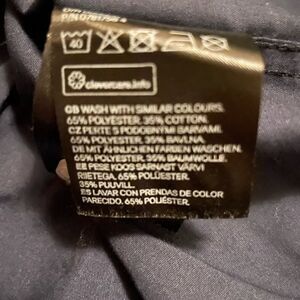 40
clevercare.info
GB WASH WITH SIMILAR COLOURS.
65% POLYESTER. 35% COTTON.
CZ PERTE S PODOBNÝMI BARVAMI.
65% POLYESTER. 35% BAVLNA.
DE MIT ÄHNLICHEN FARBEN WASCHEN.
65% POLYESTER. 35% BAUMWOLLE.
EE PESE KOOS SARNAST VÄRVI
RIIETEGA. 65% POLÜESTER.
35% PUUVILL.
ES LAVAR CON PRENDAS DE COLOR
PARECIDO. 65% POLIÉSTER.